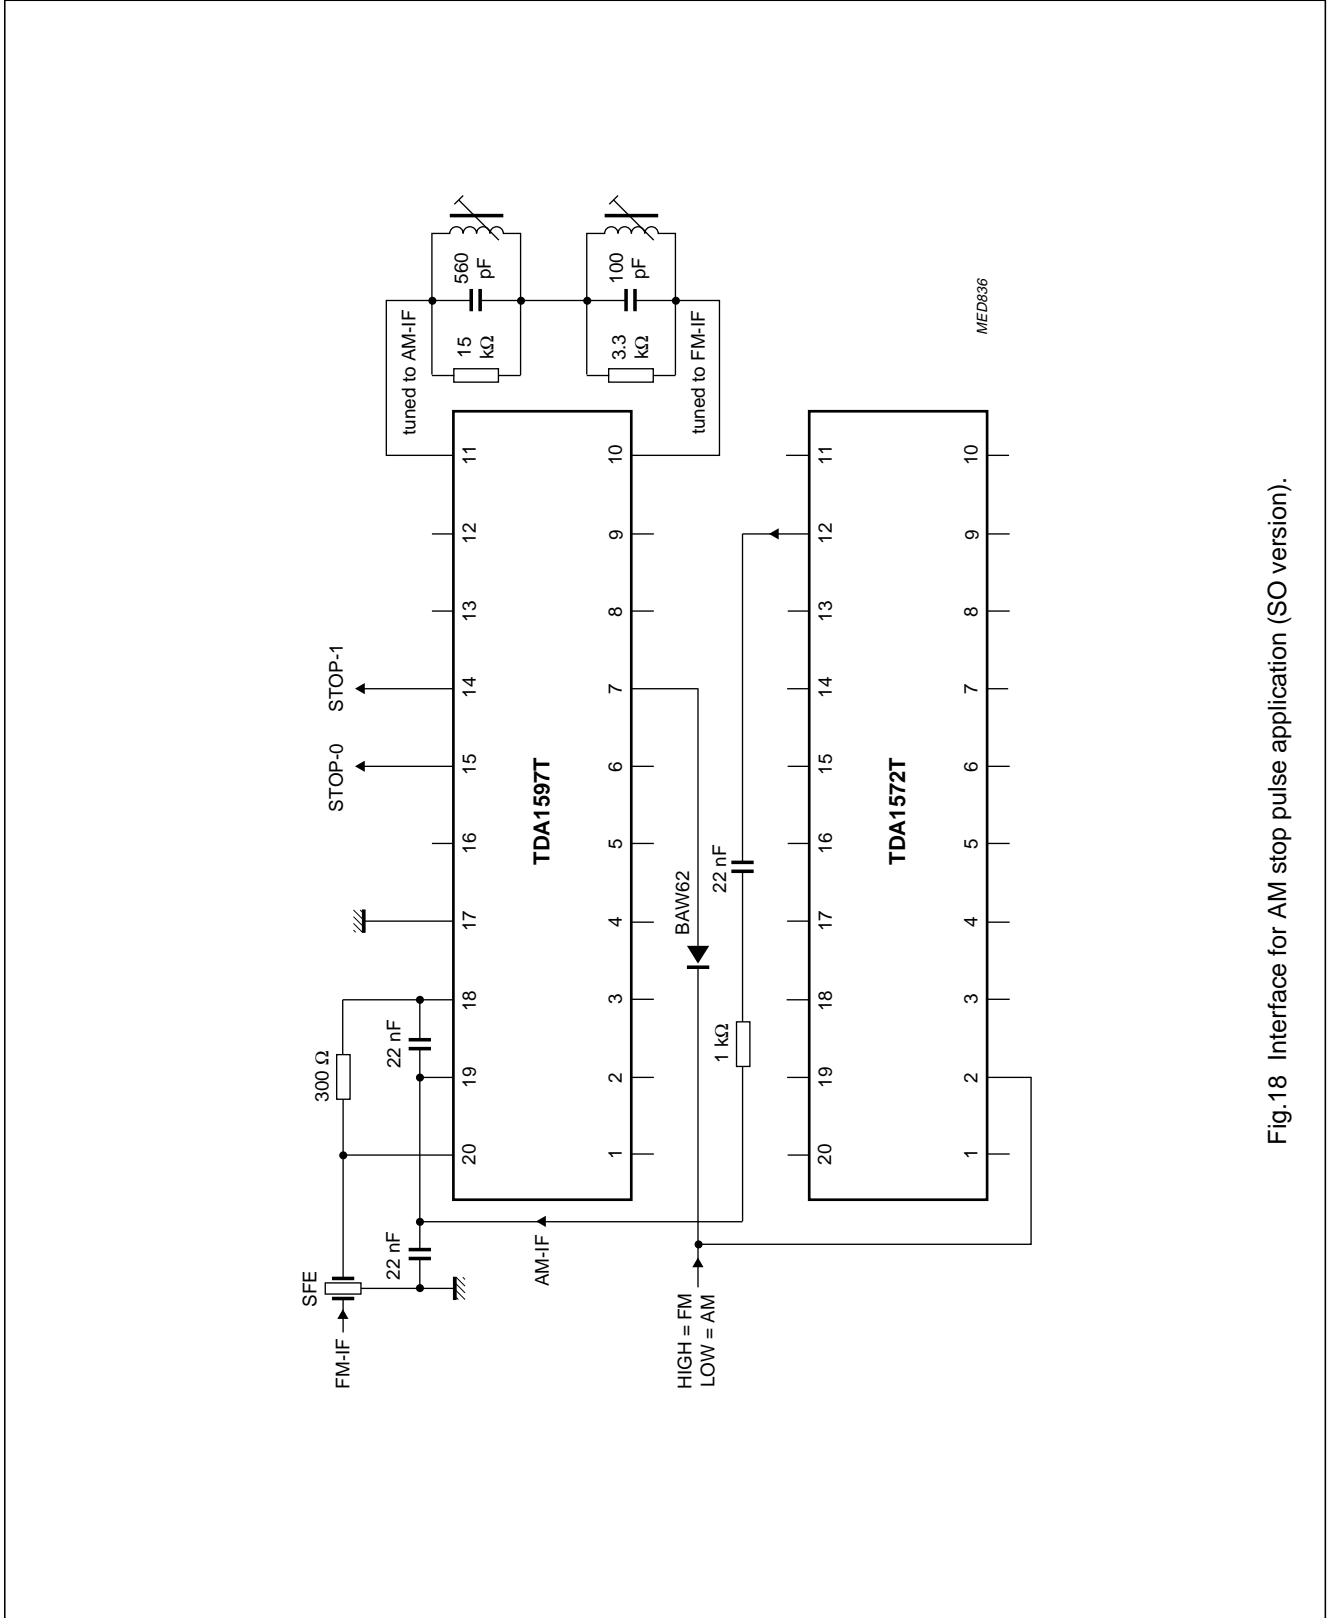 STOP-0
STOP-1
SFE
FM-IF
300 Ω
22 nF
22 nF
AM-IF
tuned to AM-IF
560
pF
15
kΩ
100
pF
3.3
kΩ
tuned to FM-IF
20
19
18
17
16
15
14
13
12
11
TDA1597T
1
2
3
4
5
6
7
8
9
10
HIGH = FM
LOW = AM
BAW62
1 kΩ
22 nF
20
19
18
17
16
15
14
13
12
11
TDA1572T
1
2
3
4
5
6
7
8
9
10
MED836
Fig.18 Interface for AM stop pulse application (SO version).